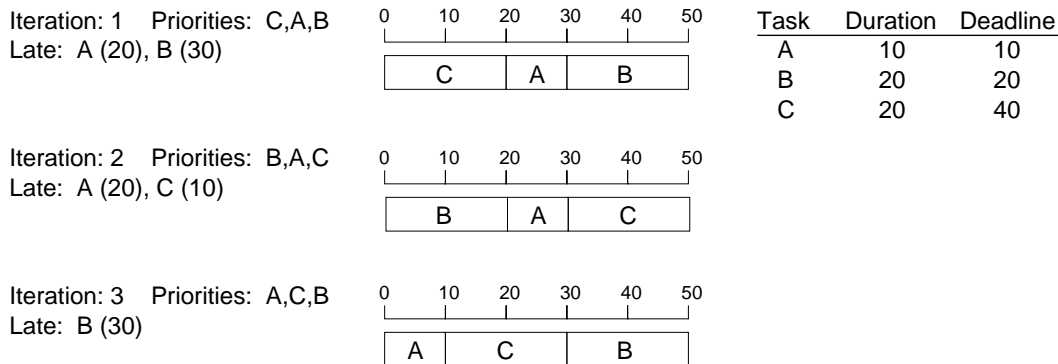 Iteration: 1 Priorities: C,A,B
Late: A (20), B (30)
0 10 20 30 40 50
C A B
Task Duration Deadline
A 10 10
B 20 20
C 20 40
Iteration: 2 Priorities: B,A,C
Late: A (20), C (10)
0 10 20 30 40 50
B A C
Iteration: 3 Priorities: A,C,B
Late: B (30)
0 10 20 30 40 50
A C B